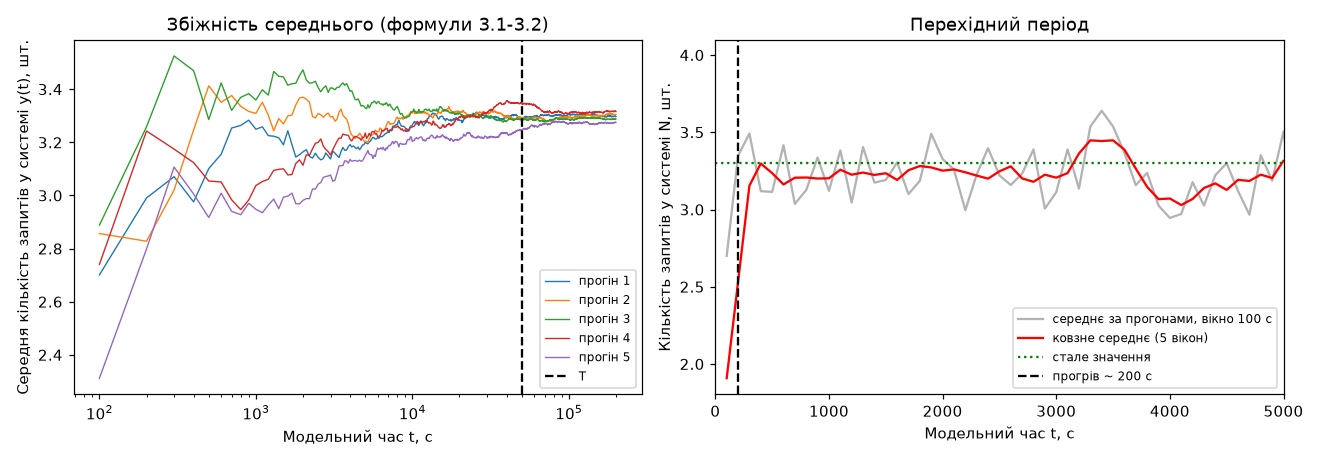 Збіжність середнього (формули 3.1-3.2)
Середня кількість запитів у системі y(t), шт.
3.4
3.2
3.0
2.8
2.6
2.4
10²
10³
10⁴
10⁵
Модельний час t, с
прогін 1
прогін 2
прогін 3
прогін 4
прогін 5
T
Перехідний період
Кількість запитів у системі N, шт.
4.0
3.5
3.0
2.5
2.0
0
1000
2000
3000
4000
5000
Модельний час t, с
середнє за прогонами, вікно 100 с
ковзне середнє (5 вікон)
стале значення
прогрів ~ 200 с